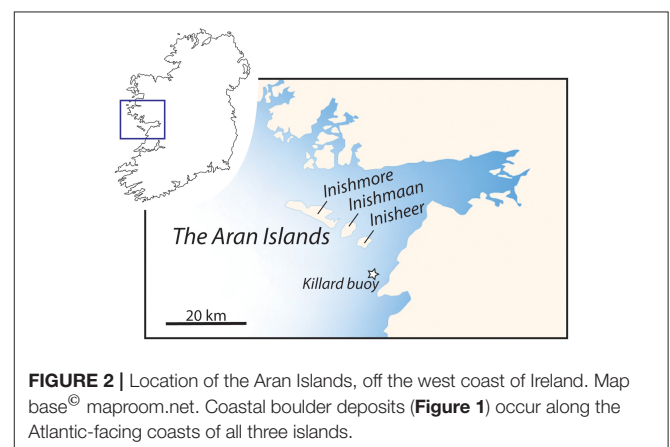 Inishmore
Inishmaan
Inisheer
The Aran Islands
Killard buoy
20 km
FIGURE 2 | Location of the Aran Islands, off the west coast of Ireland. Map
base© maproom.net. Coastal boulder deposits (Figure 1) occur along the
Atlantic-facing coasts of all three islands.